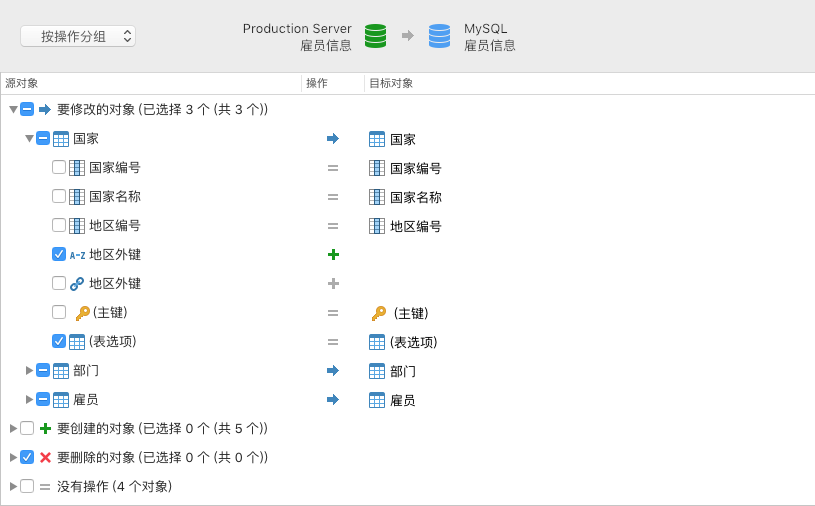 按操作分组
Production Server
雇员信息
MySQL
雇员信息
源对象 操作 目标对象
要修改的对象 (已选择 3 个 (共 3 个))
国家 国家
国家编号 国家编号
国家名称 国家名称
地区编号 地区编号
A-Z 地区外键
地区外键
(主键) (主键)
(表选项) (表选项)
部门 部门
雇员 雇员
要创建的对象 (已选择 0 个 (共 5 个))
要删除的对象 (已选择 0 个 (共 0 个))
没有操作 (4 个对象)